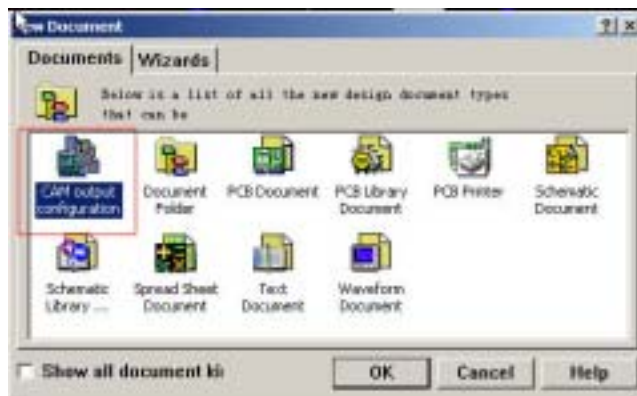 New Document
Documents Wizards
Below is a list of all the new design document types
that can be
CAM output configuration
Document Folder
PCB Document
PCB Library Document
PCB Printer
Schematic Document
Schematic Library ...
Spread Sheet Document
Text Document
Waveform Document
Show all document ki
OK Cancel Help